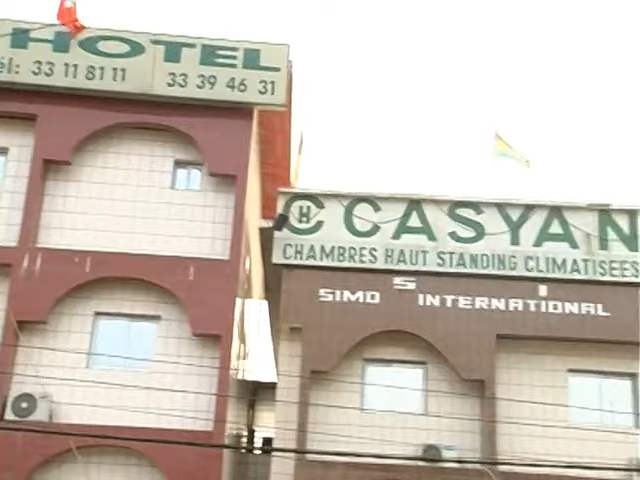 HOTEL
él: 33 11 81 11 33 39 46 31
H
C CASYAN
CHAMBRES HAUT STANDING CLIMATISEES
SIMO S INTERNATIONAL